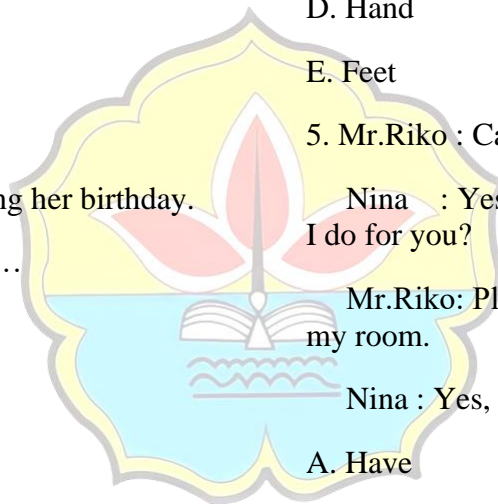 ng her birthday.
…
D. Hand
E. Feet
5. Mr.Riko : Ca
Nina : Yes
I do for you?
Mr.Riko: Pl
my room.
Nina : Yes,
A. Have